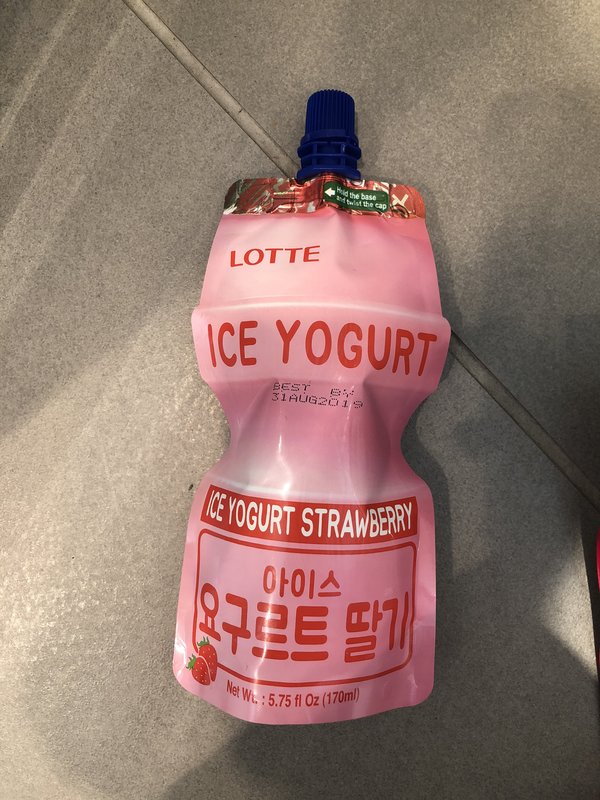 Hold the base
and twist the cap
LOTTE
ICE YOGURT
BEST BY
31AUG2019
ICE YOGURT STRAWBERRY
아이스
요구르트 딸기
Net Wt. : 5.75 fl Oz (170ml)